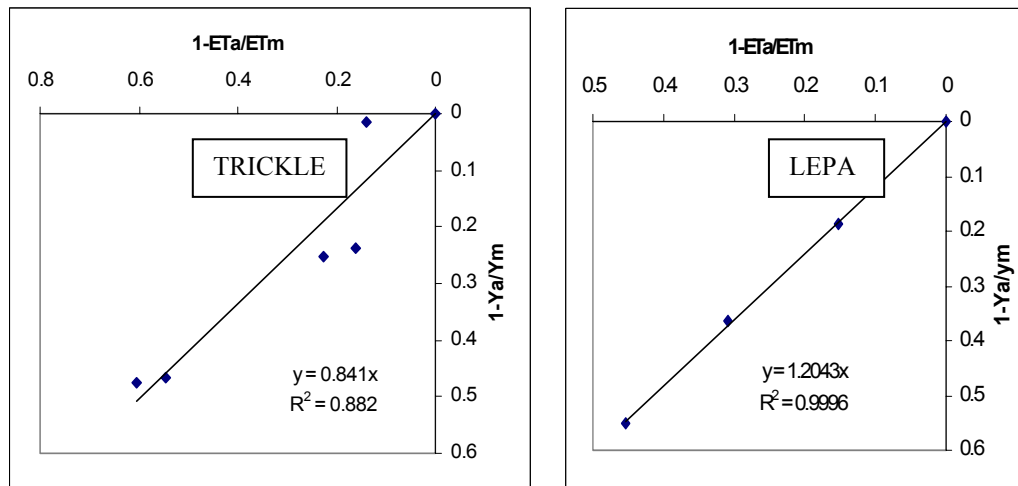 1-ETa/ETm
0.8 0.6 0.4 0.2 0
0
0.1
0.2
0.3
0.4
0.5
0.6
TRICKLE
1-Ya/Ym
y = 0.841x
R² = 0.882
1-ETa/ETm
0.5 0.4 0.3 0.2 0.1 0
0
0.1
0.2
0.3
0.4
0.5
0.6
LEPA
1-Ya/ym
y = 1.2043x
R² = 0.9996